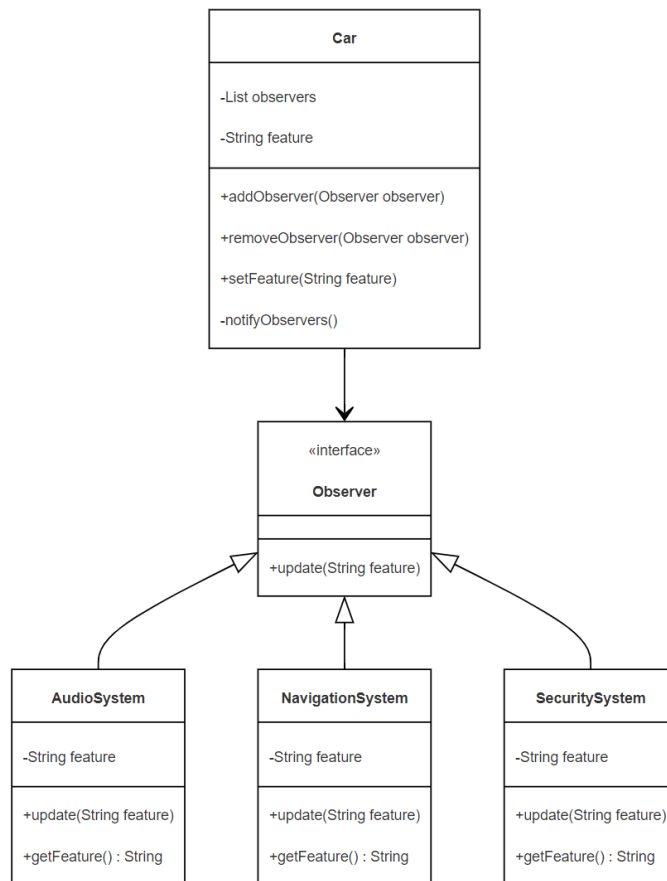 Car
-List observers
-String feature
+addObserver(Observer observer)
+removeObserver(Observer observer)
+setFeature(String feature)
-notifyObservers()
«interface»
Observer
+update(String feature)
AudioSystem
-String feature
+update(String feature)
+getFeature() : String
NavigationSystem
-String feature
+update(String feature)
+getFeature() : String
SecuritySystem
-String feature
+update(String feature)
+getFeature() : String